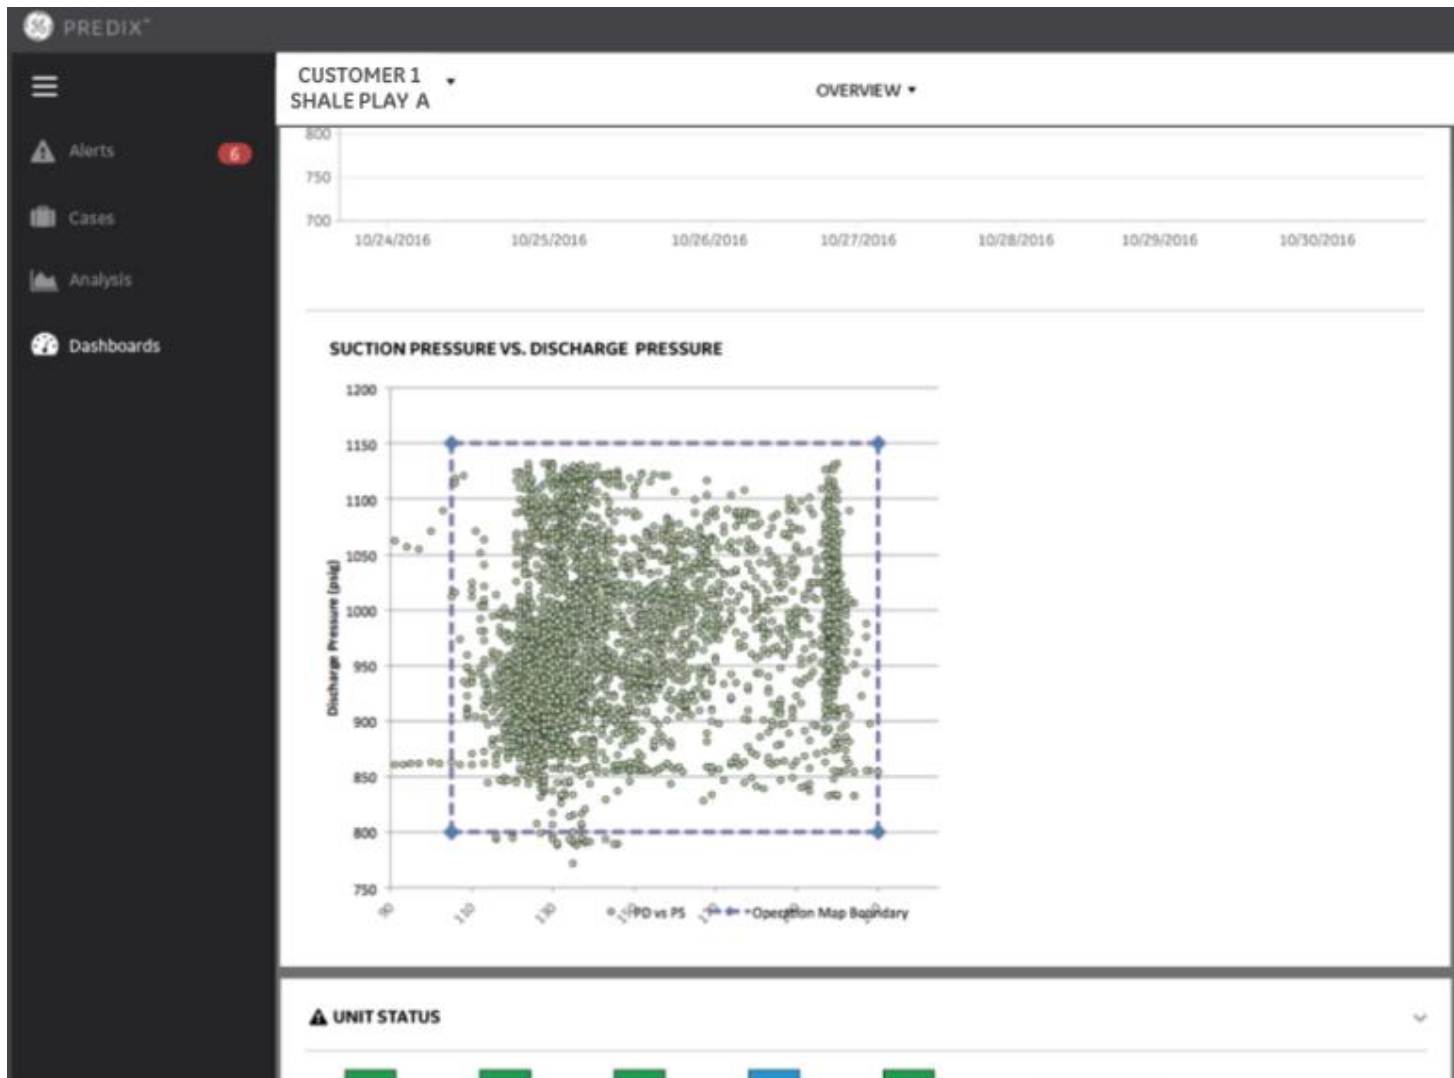 PREDIX™
CUSTOMER 1
SHALE PLAY A
OVERVIEW
Alerts
6
Cases
Analysis
Dashboards
800
750
700
10/24/2016 10/25/2016 10/26/2016 10/27/2016 10/28/2016 10/29/2016 10/30/2016
SUCTION PRESSURE VS. DISCHARGE PRESSURE
1200
1150
1100
1050
1000
950
900
850
800
750
Discharge Pressure (psig)
90 110 130 150
PD vs PS Operation Map Boundary
UNIT STATUS